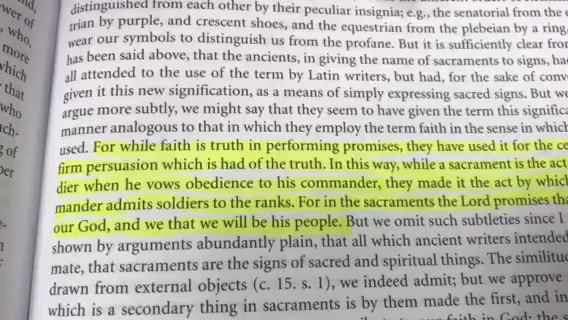 distinguished from each other by their peculiar insignia; e.g., the senatorial from the
trian by purple, and crescent shoes, and the equestrian from the plebeian by a ring,
wear our symbols to distinguish us from the profane. But it is sufficiently clear from
has been said above, that the ancients, in giving the name of sacraments to signs, had
all attended to the use of the term by Latin writers, but had, for the sake of conv
given it this new signification, as a means of simply expressing sacred signs. But we
argue more subtly, we might say that they seem to have given the term this significa
manner analogous to that in which they employ the term faith in the sense in which
used. For while faith is truth in performing promises, they have used it for the ce
firm persuasion which is had of the truth. In this way, while a sacrament is the act
dier when he vows obedience to his commander, they made it the act by which
mander admits soldiers to the ranks. For in the sacraments the Lord promises tha
our God, and we that we will be his people. But we omit such subtleties since I
shown by arguments abundantly plain, that all which ancient writers intended
mate, that sacraments are the signs of sacred and spiritual things. The similituc
drawn from external objects (c. 15. s. 1), we indeed admit; but we approve
which is a secondary thing in sacraments is by them made the first, and in
faith in God: the s